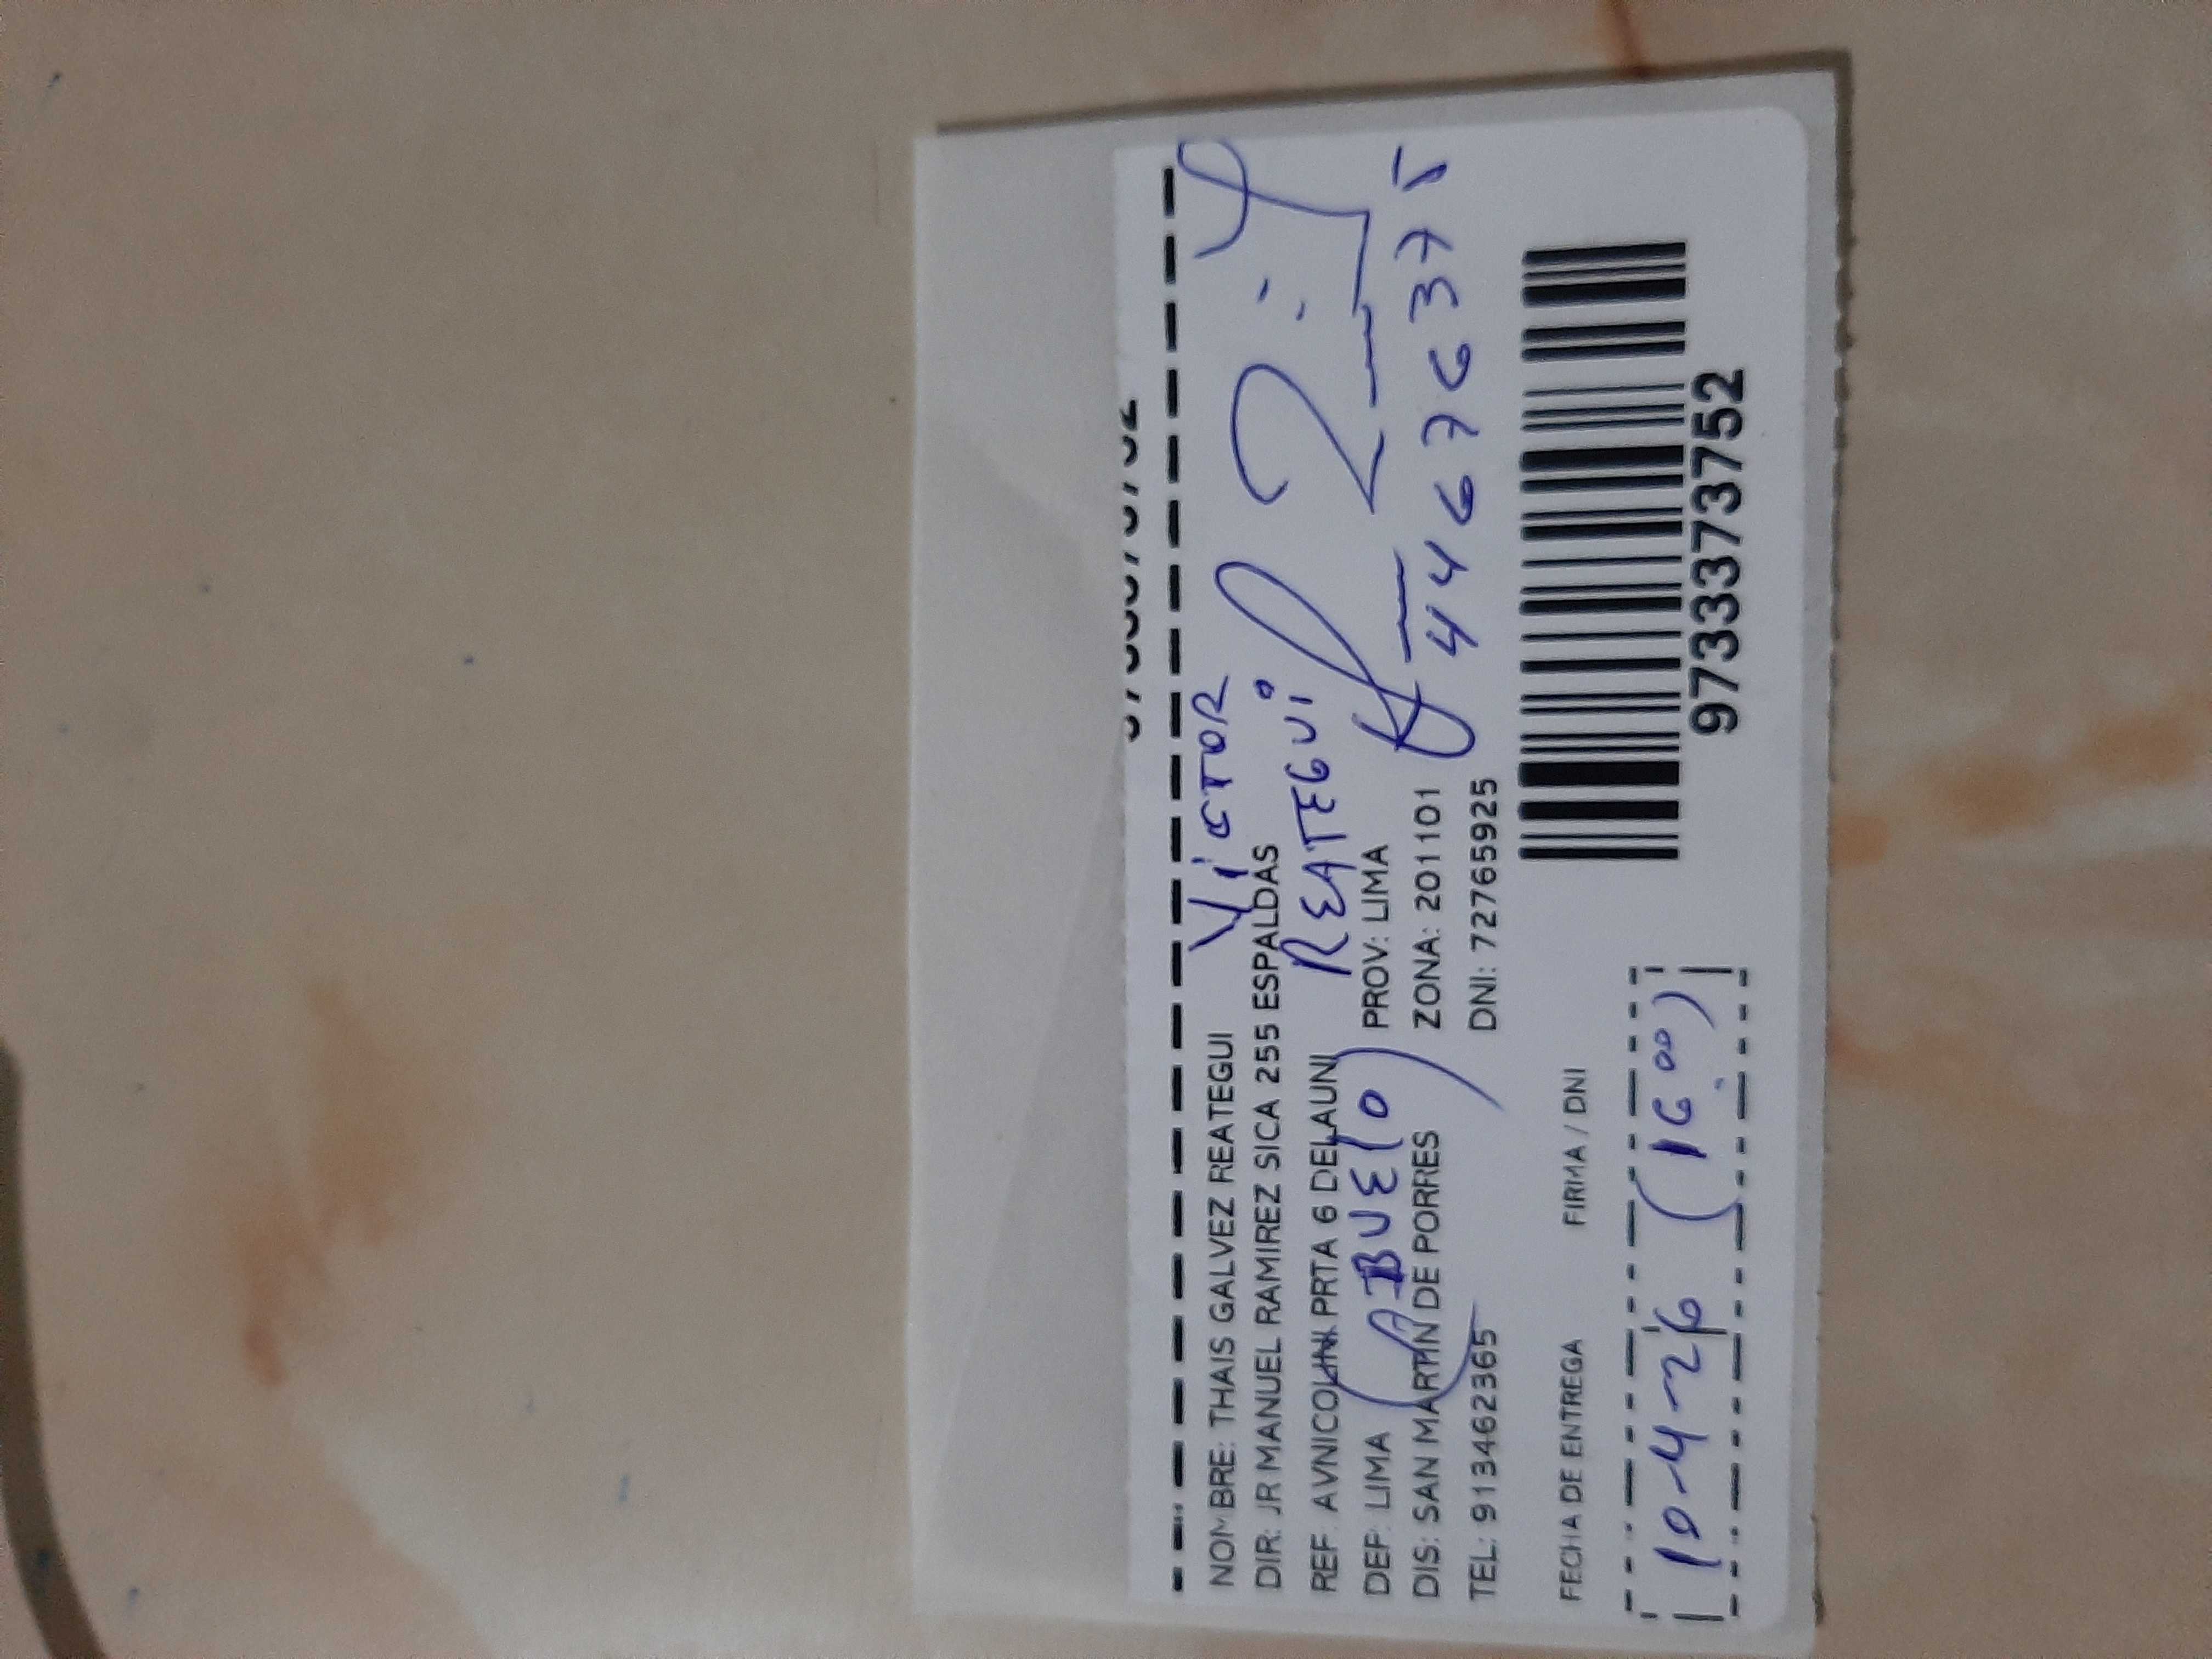 VICTOR
NOMBRE: THAIS GALVEZ REATEGUI
DIR: JR MANUEL RAMIREZ SICA 255 ESPALDAS
REATEGUI
REF: AVNICOLINI PRTA 6 DELAUNI
(ABUELO)
DEP: LIMA PROV: LIMA
DIS: SAN MARTIN DE PORRES ZONA: 2011101
TEL: 913462365 DNI: 72765925
44676375
FECHA DE ENTREGA FIRMA / DNI
10-4-26 (16 00)
9733373752